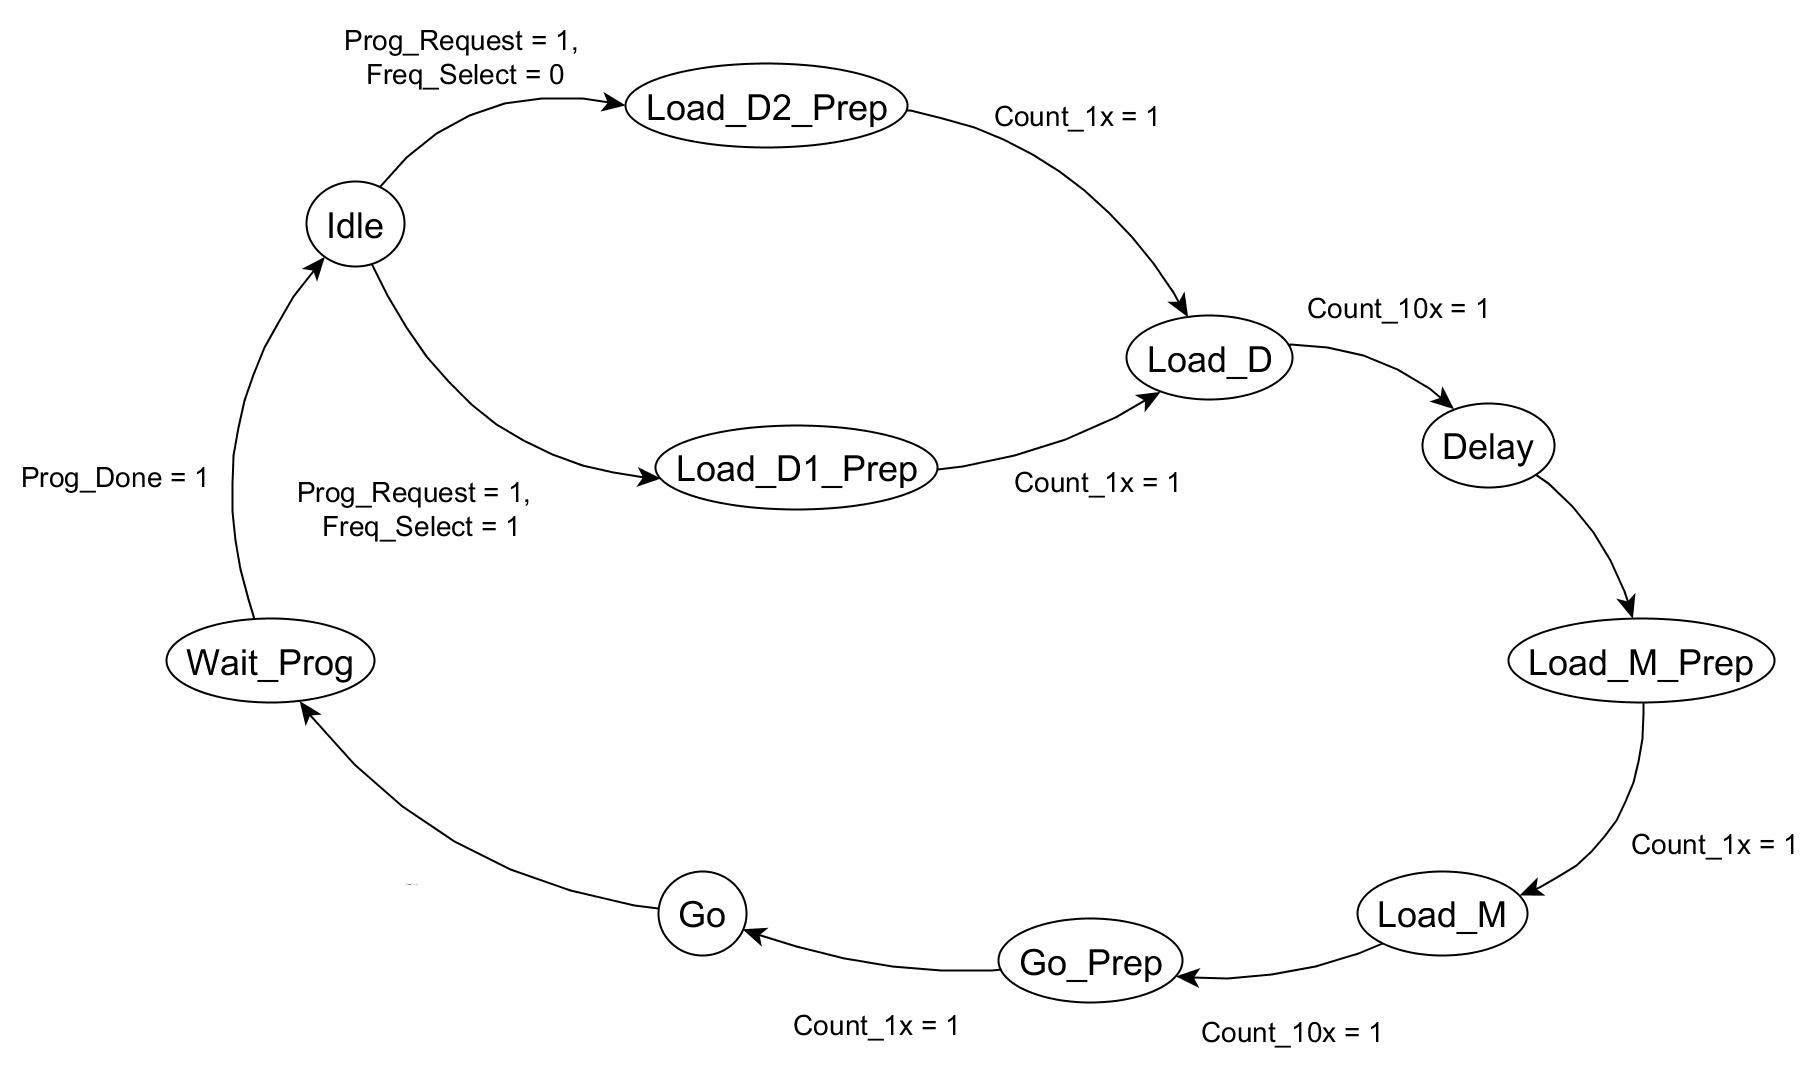 Prog_Request = 1,
Freq_Select = 0
Load_D2_Prep
Count_1x = 1
Idle
Count_10x = 1
Load_D
Delay
Load_D1_Prep
Count_1x = 1
Prog_Done = 1
Prog_Request = 1,
Freq_Select = 1
Wait_Prog
Load_M_Prep
Count_1x = 1
Load_M
Go
Go_Prep
Count_1x = 1
Count_10x = 1